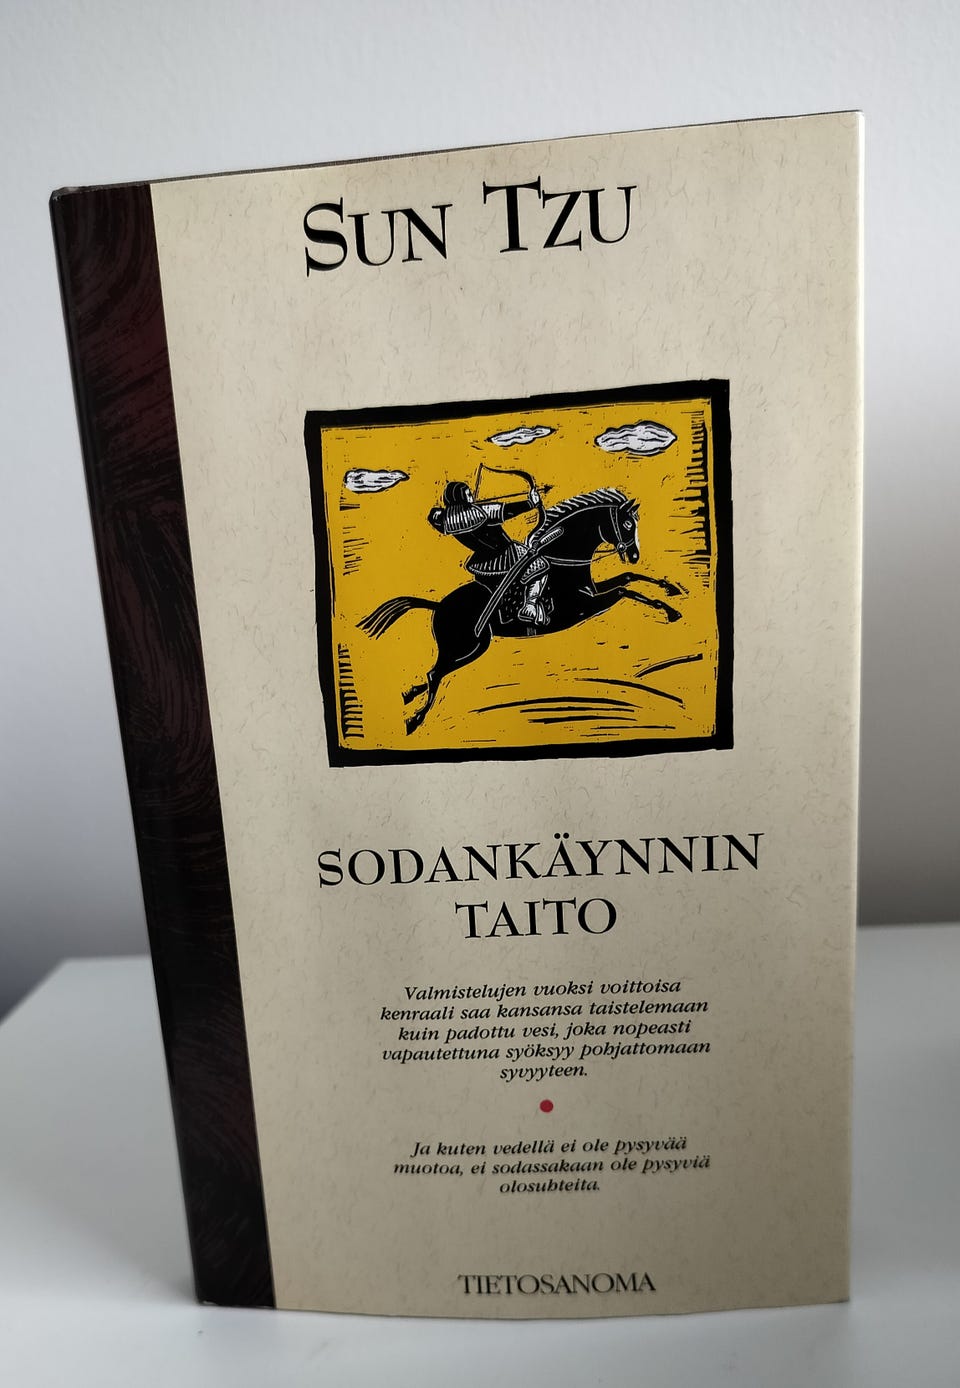 SUN TZU
SODANKÄYNNIN
TAITO
Valmistelujen vuoksi voittoisa
kenraali saa kansansa taistelemaan
kuin padottu vesi, joka nopeasti
vapautettuna syöksyy pohjattomaan
syvyyteen.
Ja kuten vedellä ei ole pysyvää
muotoa, ei sodassakaan ole pysyviä
olosuhteita.
TIETOSANOMA